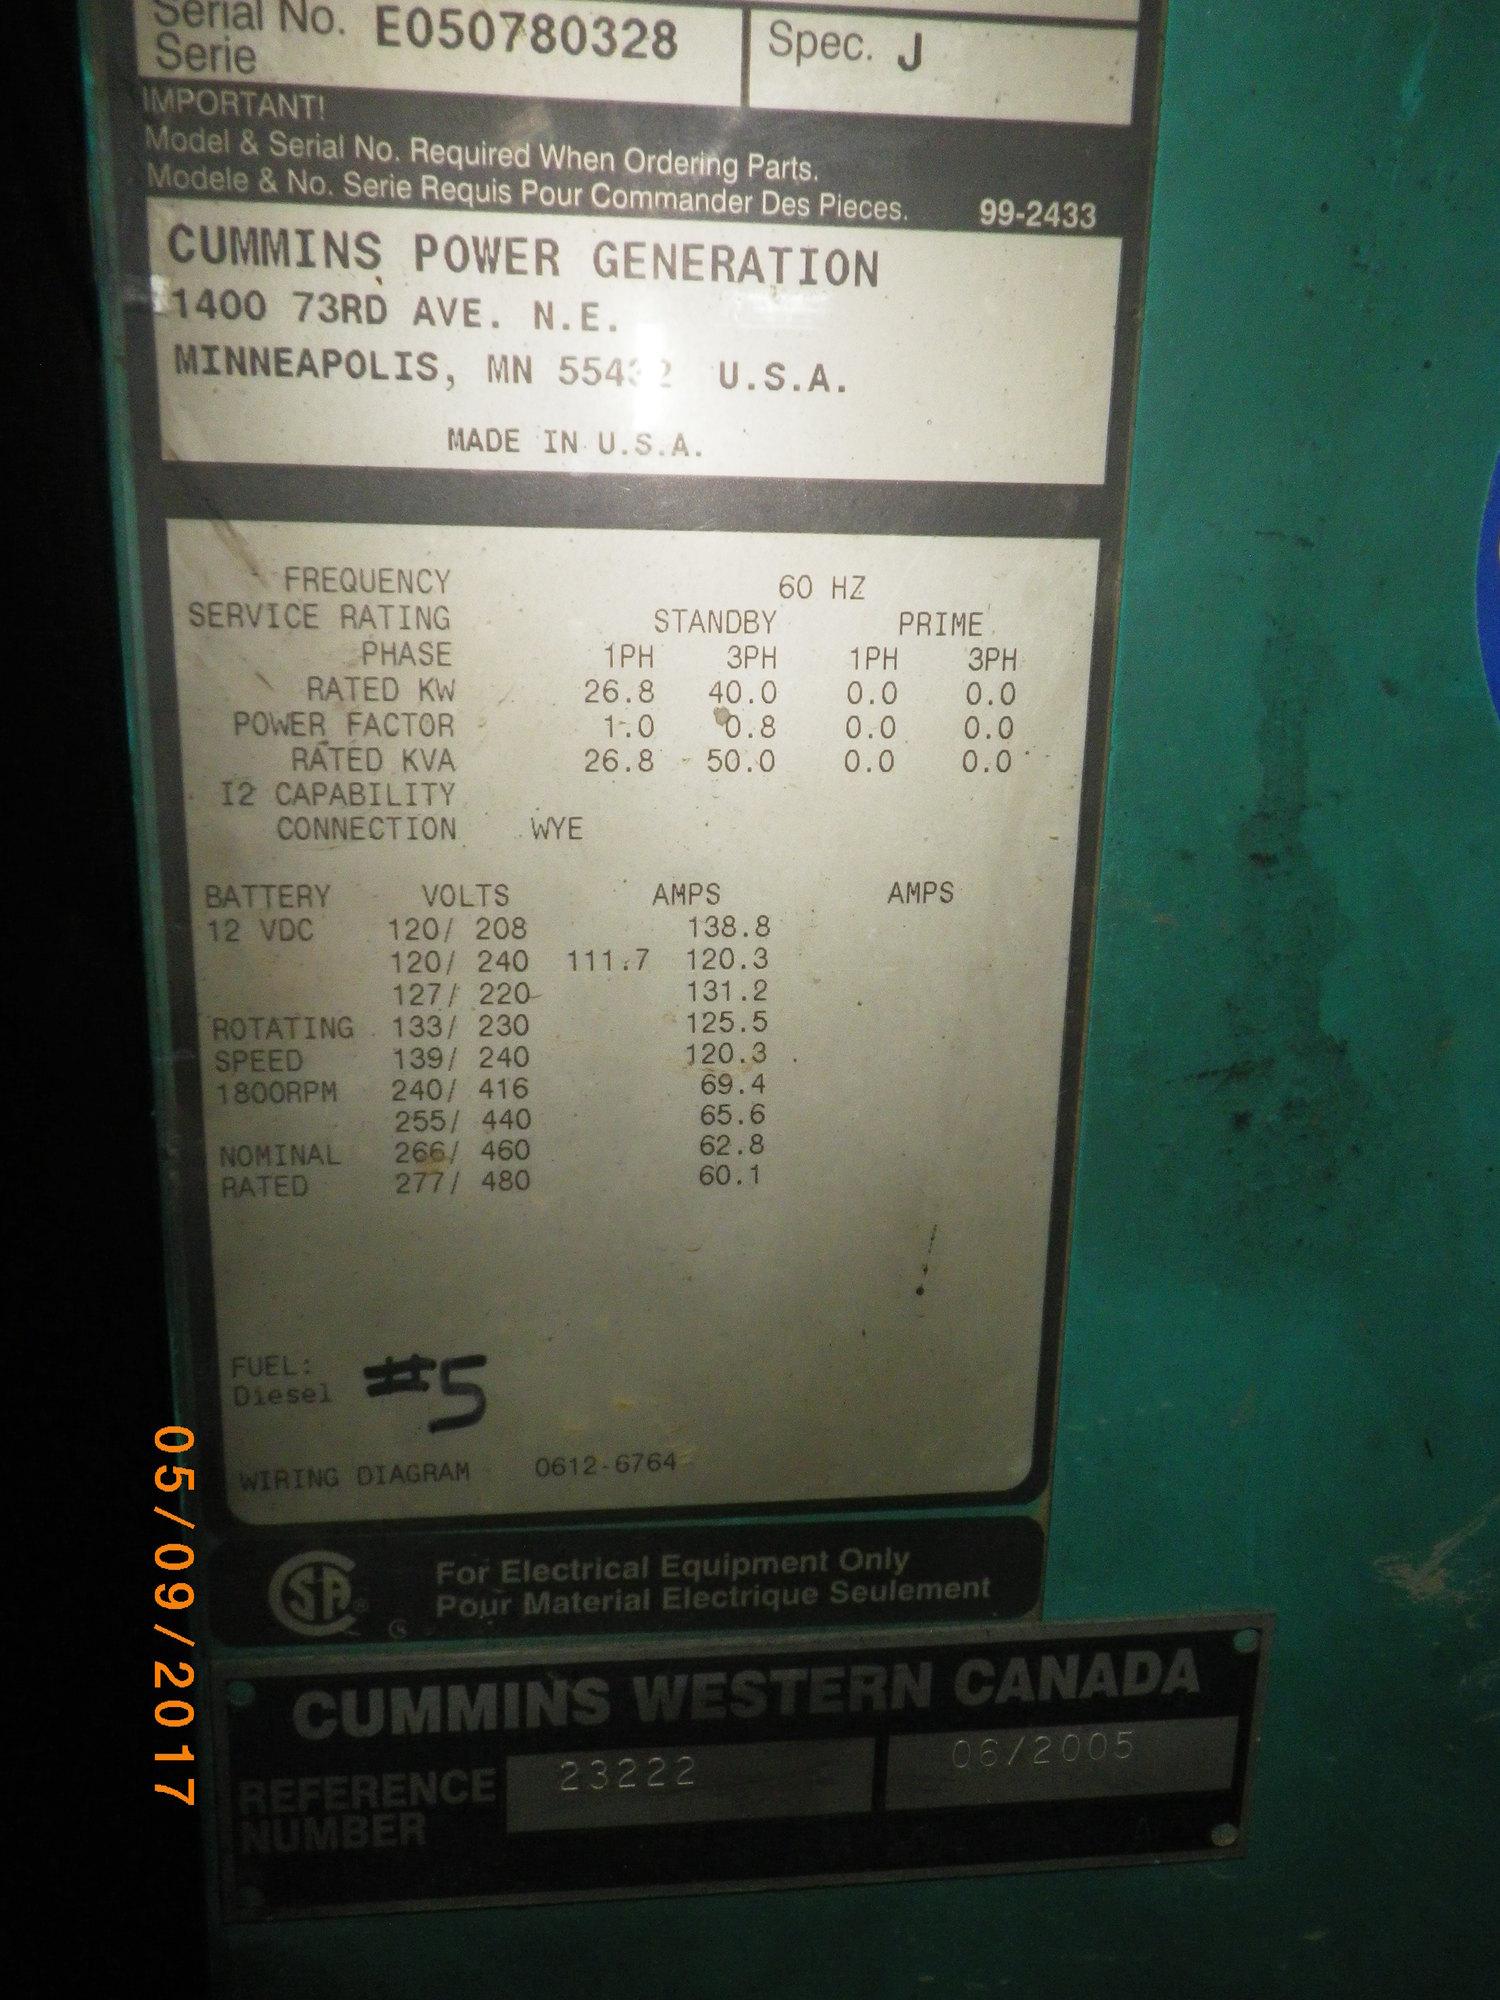 Serial No. E050780328 Spec. J
Serie
IMPORTANT!
Model & Serial No. Required When Ordering Parts.
Modele & No. Serie Requis Pour Commander Des Pieces. 99-2433
CUMMINS POWER GENERATION
1400 73RD AVE. N.E.
MINNEAPOLIS, MN 55432 U.S.A.
MADE IN U.S.A.
FREQUENCY 60 HZ
SERVICE RATING STANDBY PRIME
PHASE 1PH 3PH 1PH 3PH
RATED KW 26.8 40.0 0.0 0.0
POWER FACTOR 1.0 0.8 0.0 0.0
RATED KVA 26.8 50.0 0.0 0.0
I2 CAPABILITY
CONNECTION WYE
BATTERY VOLTS AMPS AMPS
12 VDC 120/ 208 138.8
120/ 240 111.7 120.3
127/ 220 131.2
ROTATING 133/ 230 125.5
SPEED 139/ 240 120.3
1800RPM 240/ 416 69.4
255/ 440 65.6
NOMINAL 266/ 460 62.8
RATED 277/ 480 60.1
FUEL:
Diesel #5
WIRING DIAGRAM 0612-6764
CSA ®
For Electrical Equipment Only
Pour Material Electrique Seulement
CUMMINS WESTERN CANADA
REFERENCE NUMBER 23222 06/2005
05/09/2017